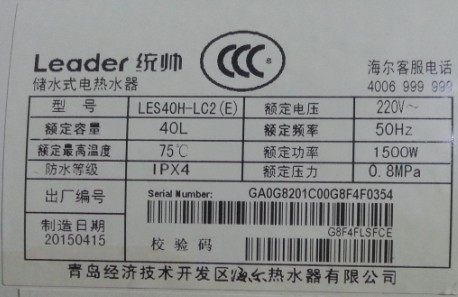 Leader 统帅 CCC 海尔客服电话
储水式电热水器 4006 999 999
型号 LES40H-LC2(E) 额定电压 220V~
额定容量 40L 额定频率 50Hz
额定最高温度 75℃ 额定功率 1500W
防水等级 IPX4 额定压力 0.8MPa
出厂编号 Serial Number: GA0G8201C00G8F4F0354
制造日期 20150415 校验码 G8F4FLSFCE
青岛经济技术开发区海尔热水器有限公司